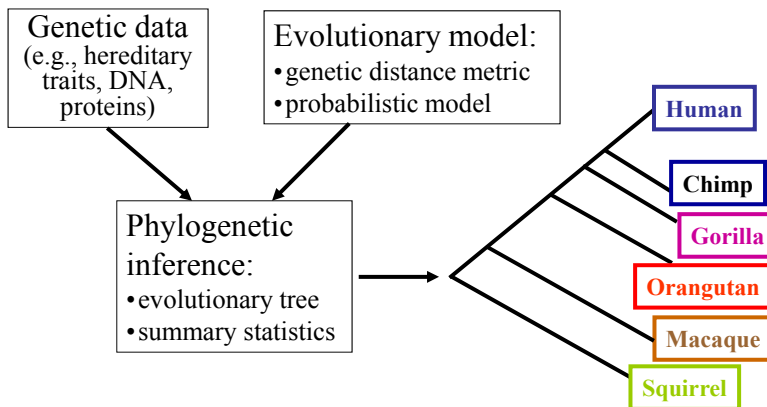 Genetic data
(e.g., hereditary
traits, DNA,
proteins)
Evolutionary model:
•genetic distance metric
•probabilistic model
Phylogenetic
inference:
•evolutionary tree
•summary statistics
Human
Chimp
Gorilla
Orangutan
Macaque
Squirrel